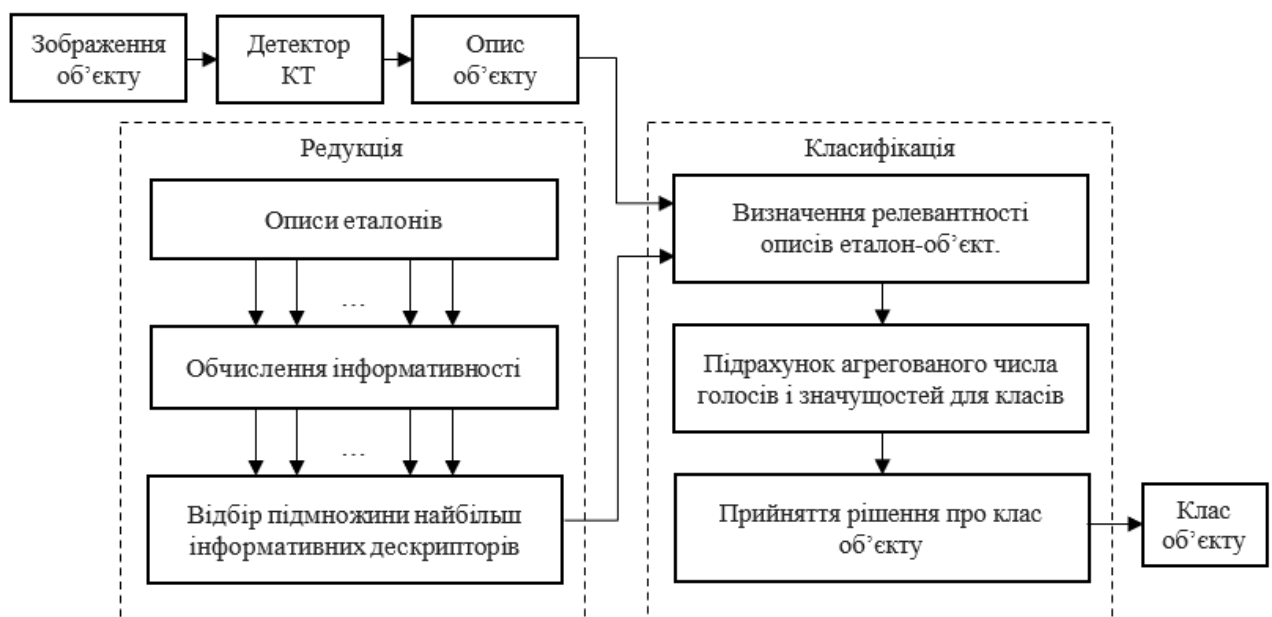 Зображення
об’єкту
Детектор
КТ
Опис
об’єкту
Редукція
Описи еталонів
...
Обчислення інформативності
...
Відбір підмножини найбільш
інформативних дескрипторів
Класифікація
Визначення релевантності
описів еталон-об’єкт.
Підрахунок агрегованого числа
голосів і значущостей для класів
Прийняття рішення про клас
об’єкту
Клас
об’єкту